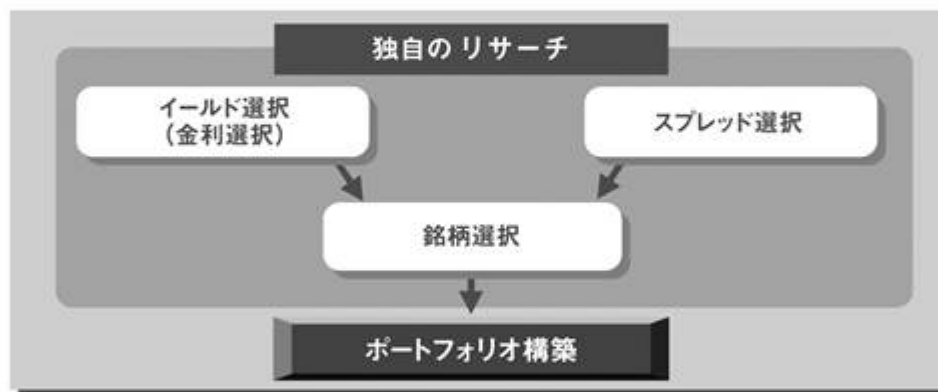 独自のリサーチ
イールド選択
(金利選択)
スプレッド選択
銘柄選択
ポートフォリオ構築